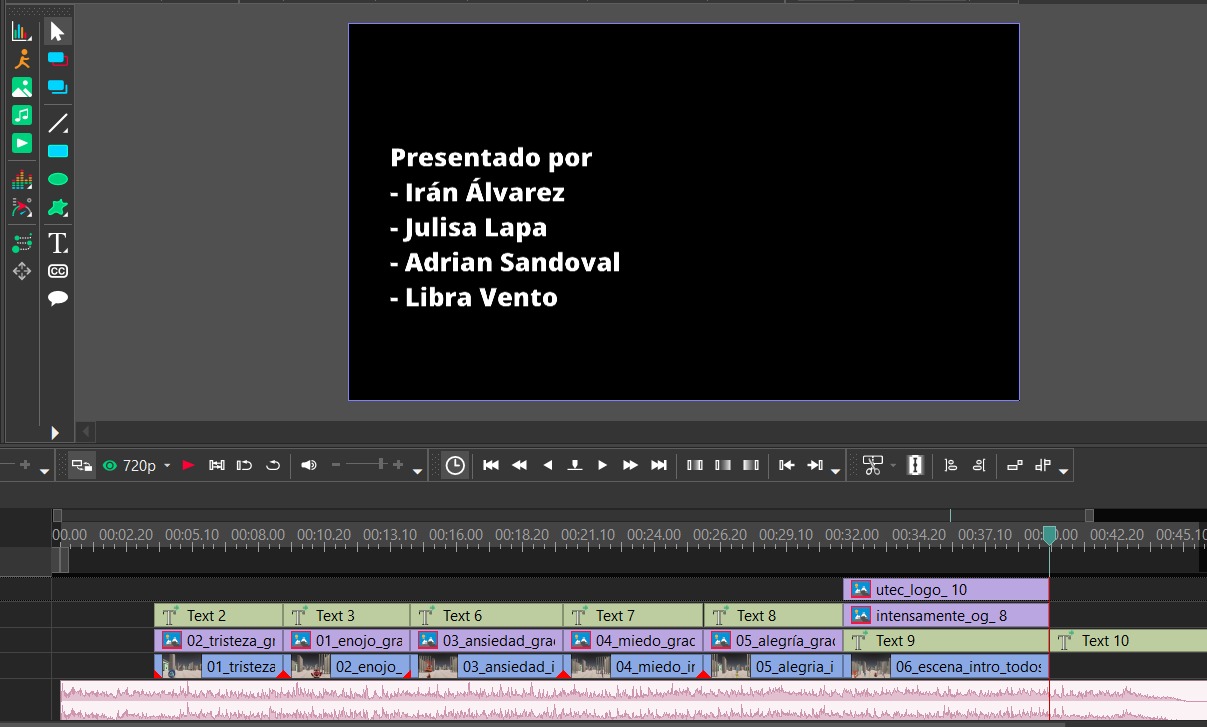 Presentado por
- Irán Álvarez
- Julisa Lapa
- Adrian Sandoval
- Libra Vento
T.
CC
720p
00.00 00:02.20 00:05.10 00:08.00 00:10.20 00:13.10 00:16.00 00:18.20 00:21.10 00:24.00 00:26.20 00:29.10 00:32.00 00:34.20 00:37.10 00:42.20 00:45.10
utec_logo_ 10
Text 2 Text 3 Text 6 Text 7 Text 8 intensamente_og_ 8
02_tristeza_gr 01_enojo_gra 03_ansiedad_grac 04_miedo_grac 05_alegría_grac Text 9 Text 10
01_tristeza 02_enojo_ 03_ansiedad_i 04_miedo_ir 05_alegria_i 06_escena_intro_todos